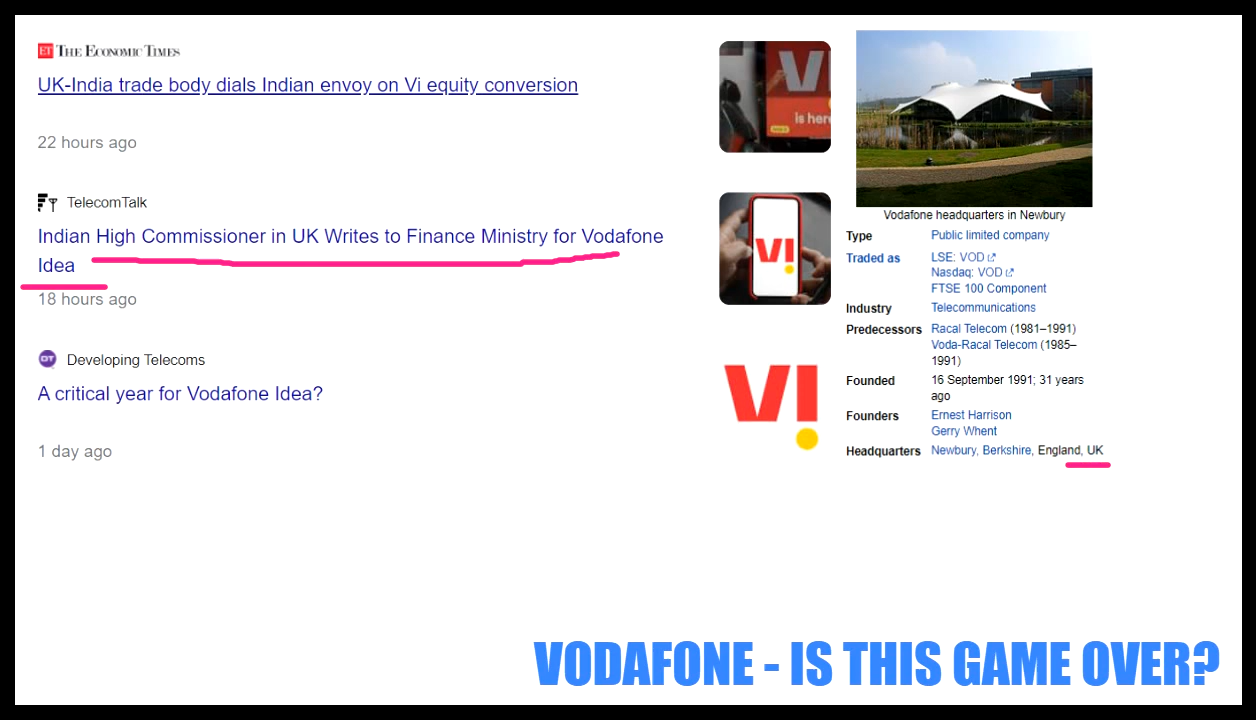 ET THE ECONOMIC TIMES
UK-India trade body dials Indian envoy on Vi equity conversion
22 hours ago
TelecomTalk
Indian High Commissioner in UK Writes to Finance Ministry for Vodafone
Idea
18 hours ago
DT Developing Telecoms
A critical year for Vodafone Idea?
1 day ago
V
is here
VI
VI
Vodafone headquarters in Newbury
Type Public limited company
Traded as LSE: VOD
Nasdaq: VOD
FTSE 100 Component
Industry Telecommunications
Predecessors Racal Telecom (1981–1991)
Voda-Racal Telecom (1985–
1991)
Founded 16 September 1991; 31 years
ago
Founders Ernest Harrison
Gerry Whent
Headquarters Newbury, Berkshire, England, UK
VODAFONE - IS THIS GAME OVER?